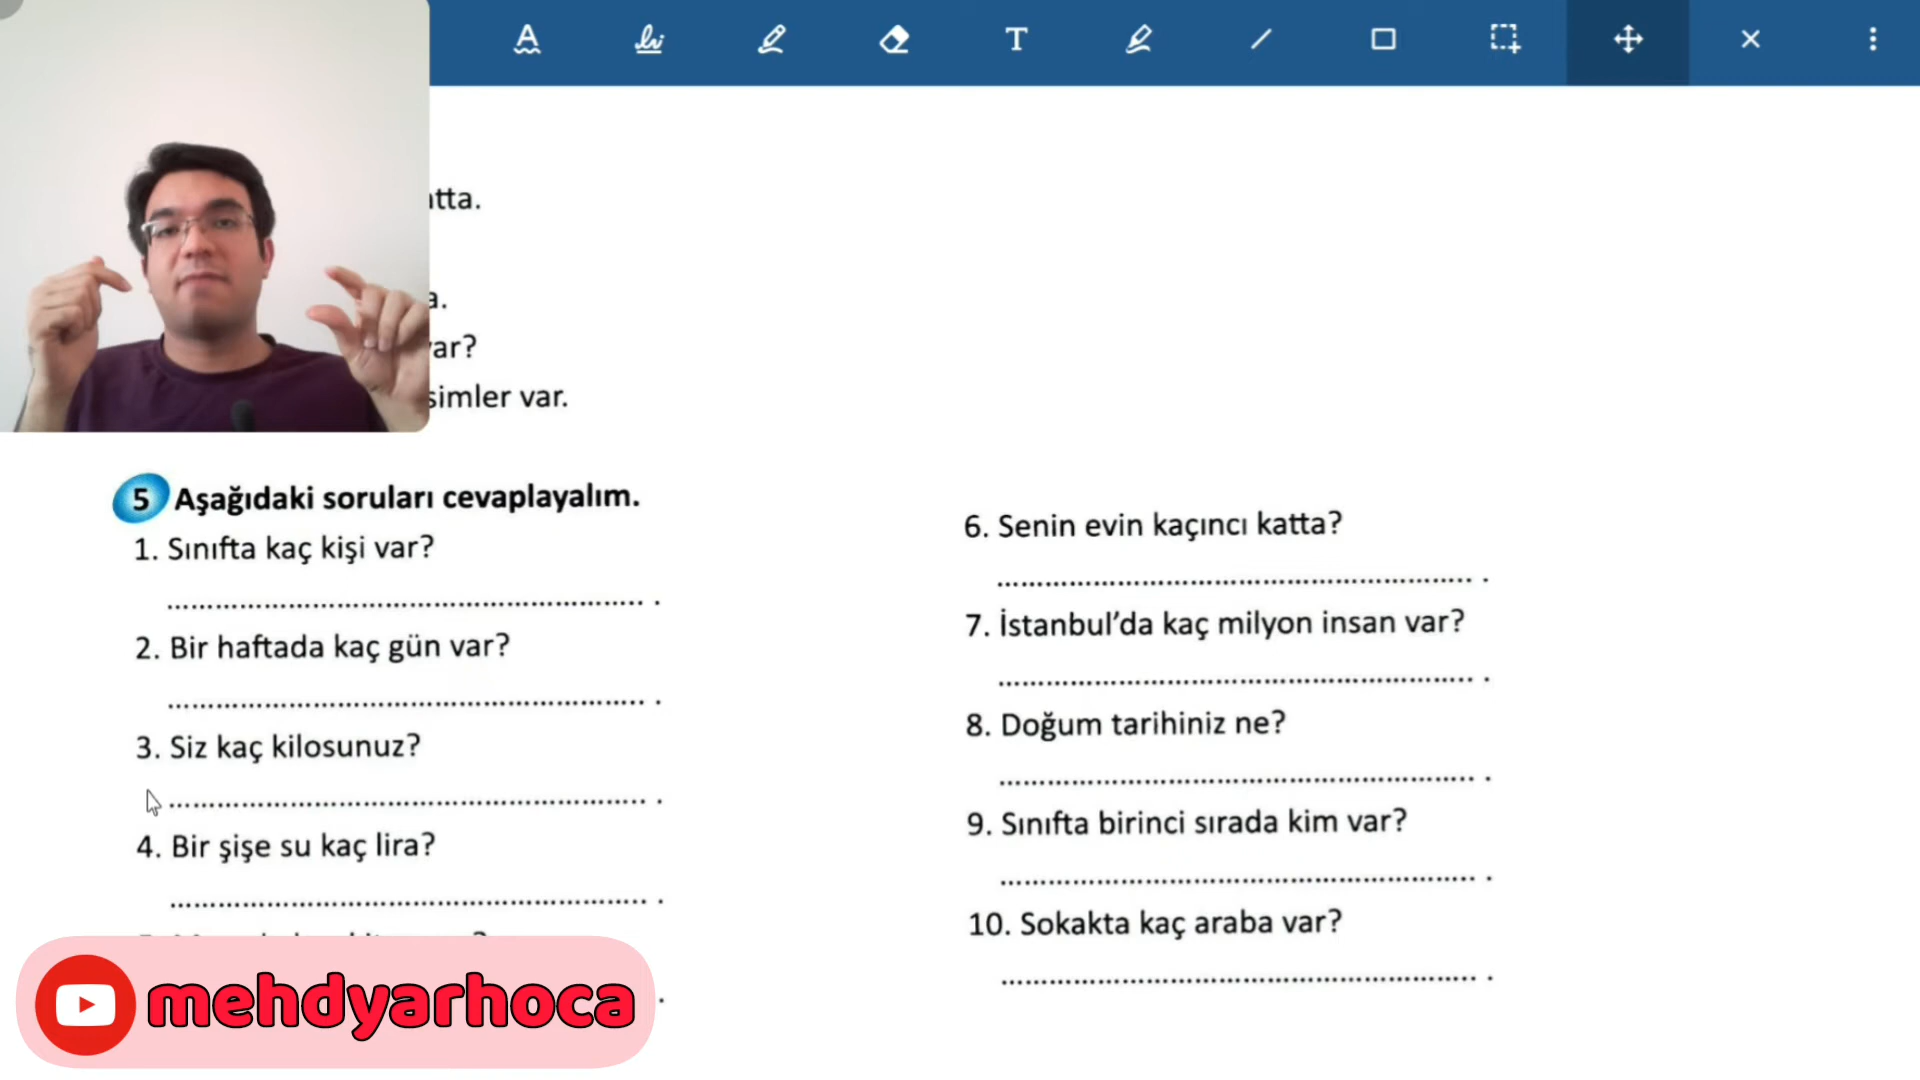 var?
simler var.
5 Aşağıdaki soruları cevaplayalım.
1. Sınıfta kaç kişi var?
2. Bir haftada kaç gün var?
3. Siz kaç kilosunuz?
4. Bir şişe su kaç lira?
6. Senin evin kaçıncı katta?
7. İstanbul'da kaç milyon insan var?
8. Doğum tarihiniz ne?
9. Sınıfta birinci sırada kim var?
10. Sokakta kaç araba var?
mehdyarhoca